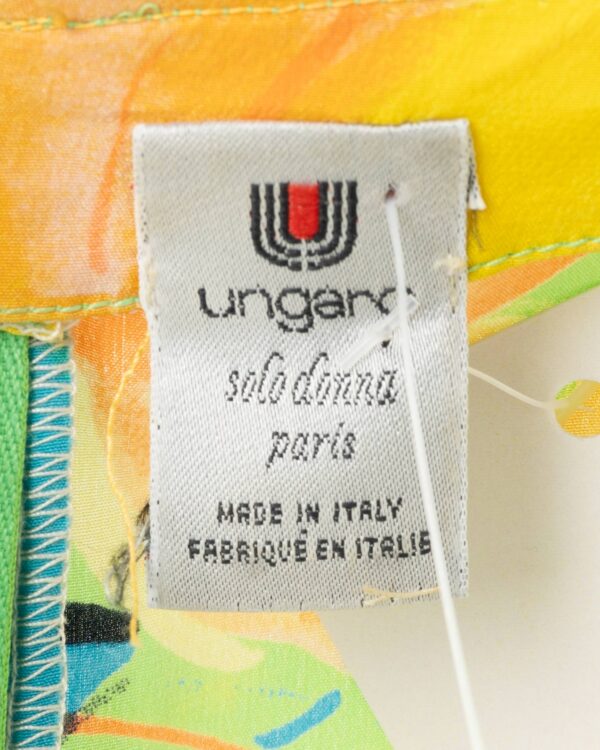 ungaro
solo donna
paris
MADE IN ITALY
FABRIQUÉ EN ITALIE